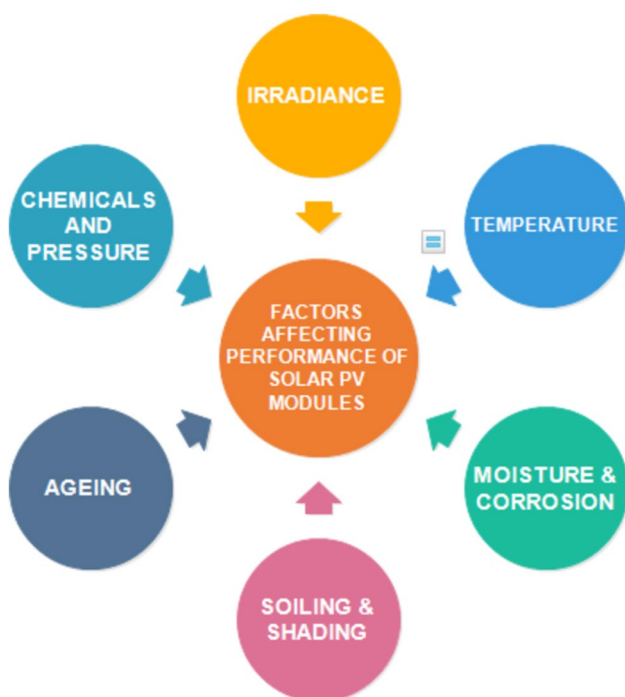 IRRADIANCE
CHEMICALS
AND
PRESSURE
TEMPERATURE
FACTORS
AFFECTING
PERFORMANCE OF
SOLAR PV
MODULES
AGEING
MOISTURE &
CORROSION
SOILING &
SHADING